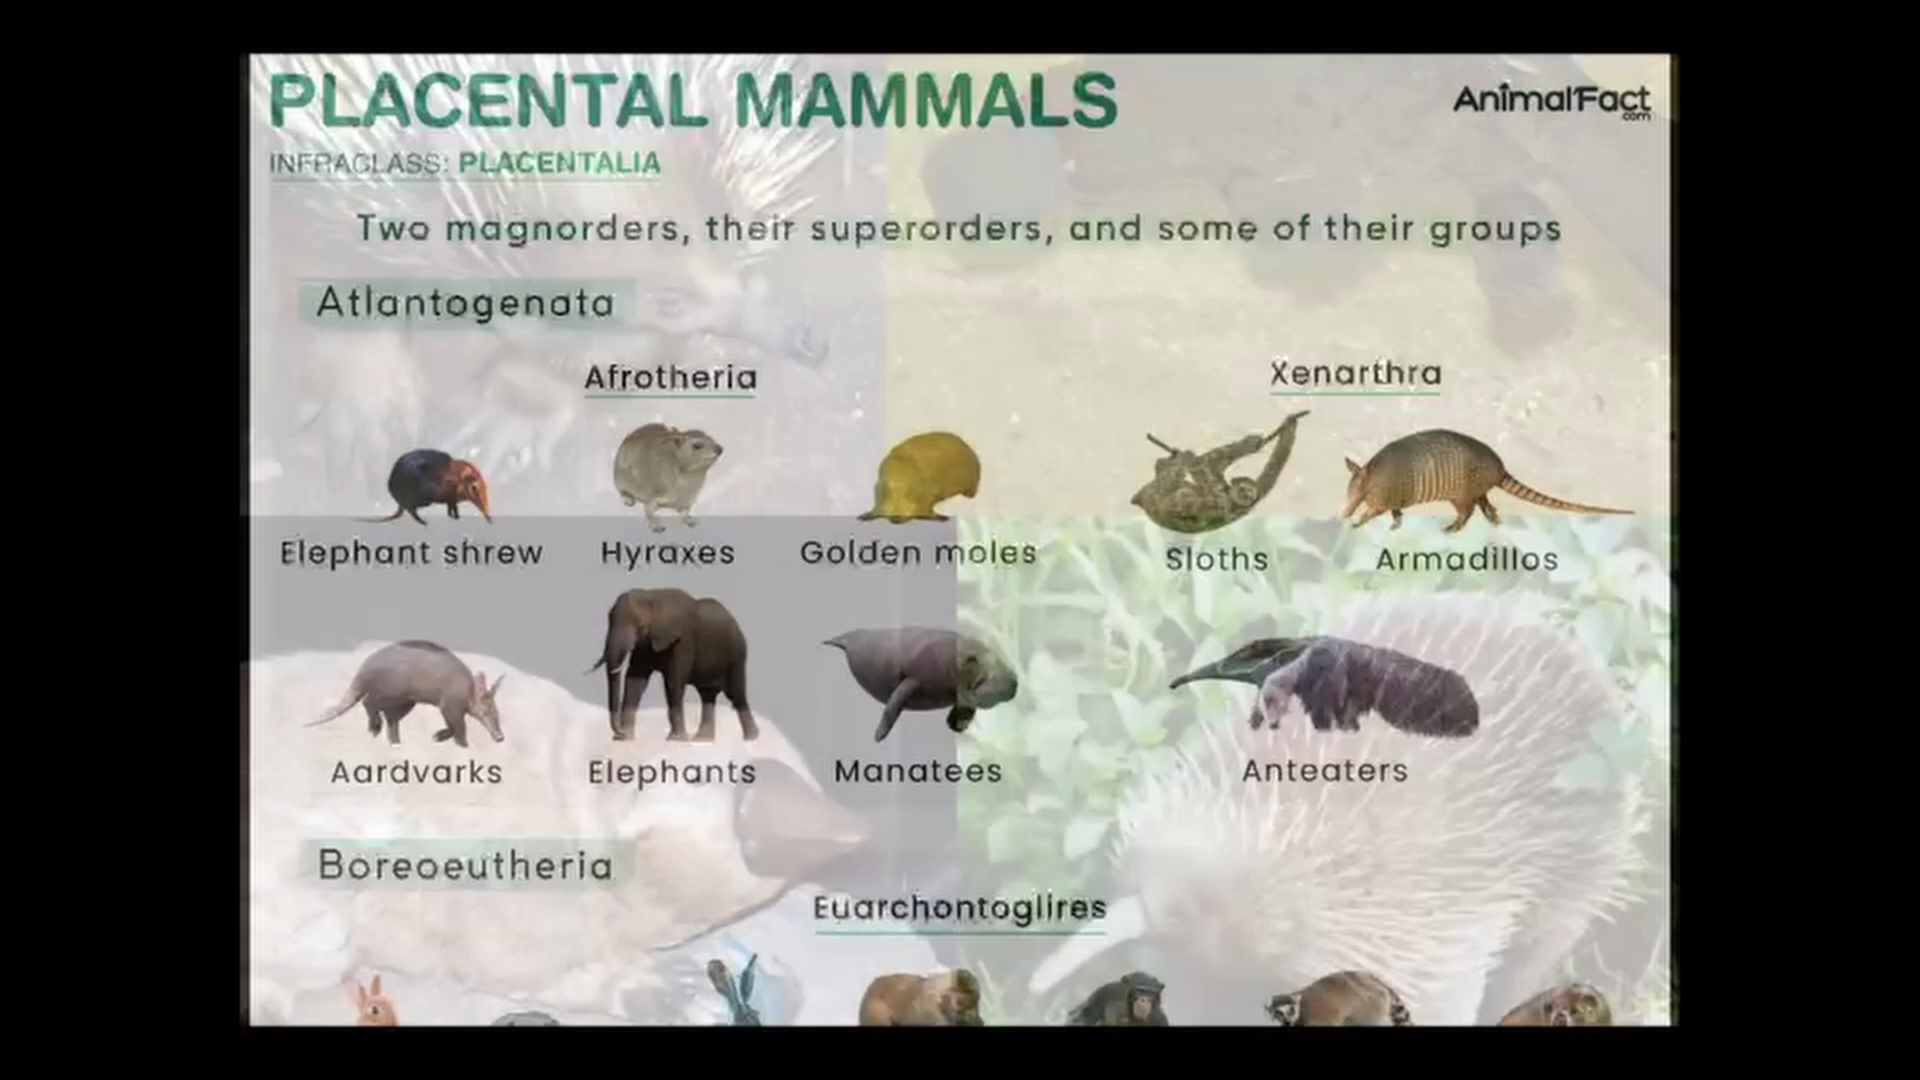 PLACENTAL MAMMALS
AnimalFact
.com
INFRACLASS: PLACENTALIA
Two magnorders, their superorders, and some of their groups
Atlantogenata
Afrotheria
Xenarthra
Elephant shrew
Hyraxes
Golden moles
Sloths
Armadillos
Aardvarks
Elephants
Manatees
Anteaters
Boreoeutheria
Euarchontoglires